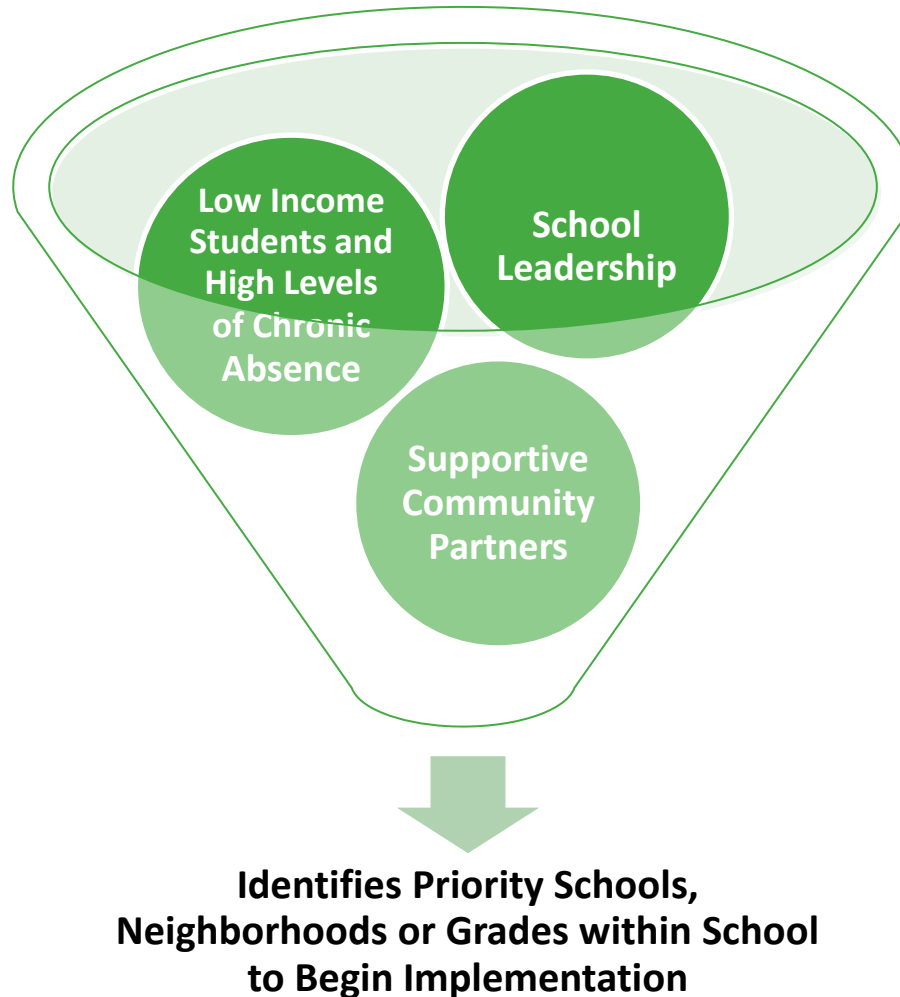 Low Income
Students and
High Levels
of Chronic
Absence
School
Leadership
Supportive
Community
Partners
Identifies Priority Schools,
Neighborhoods or Grades within School
to Begin Implementation